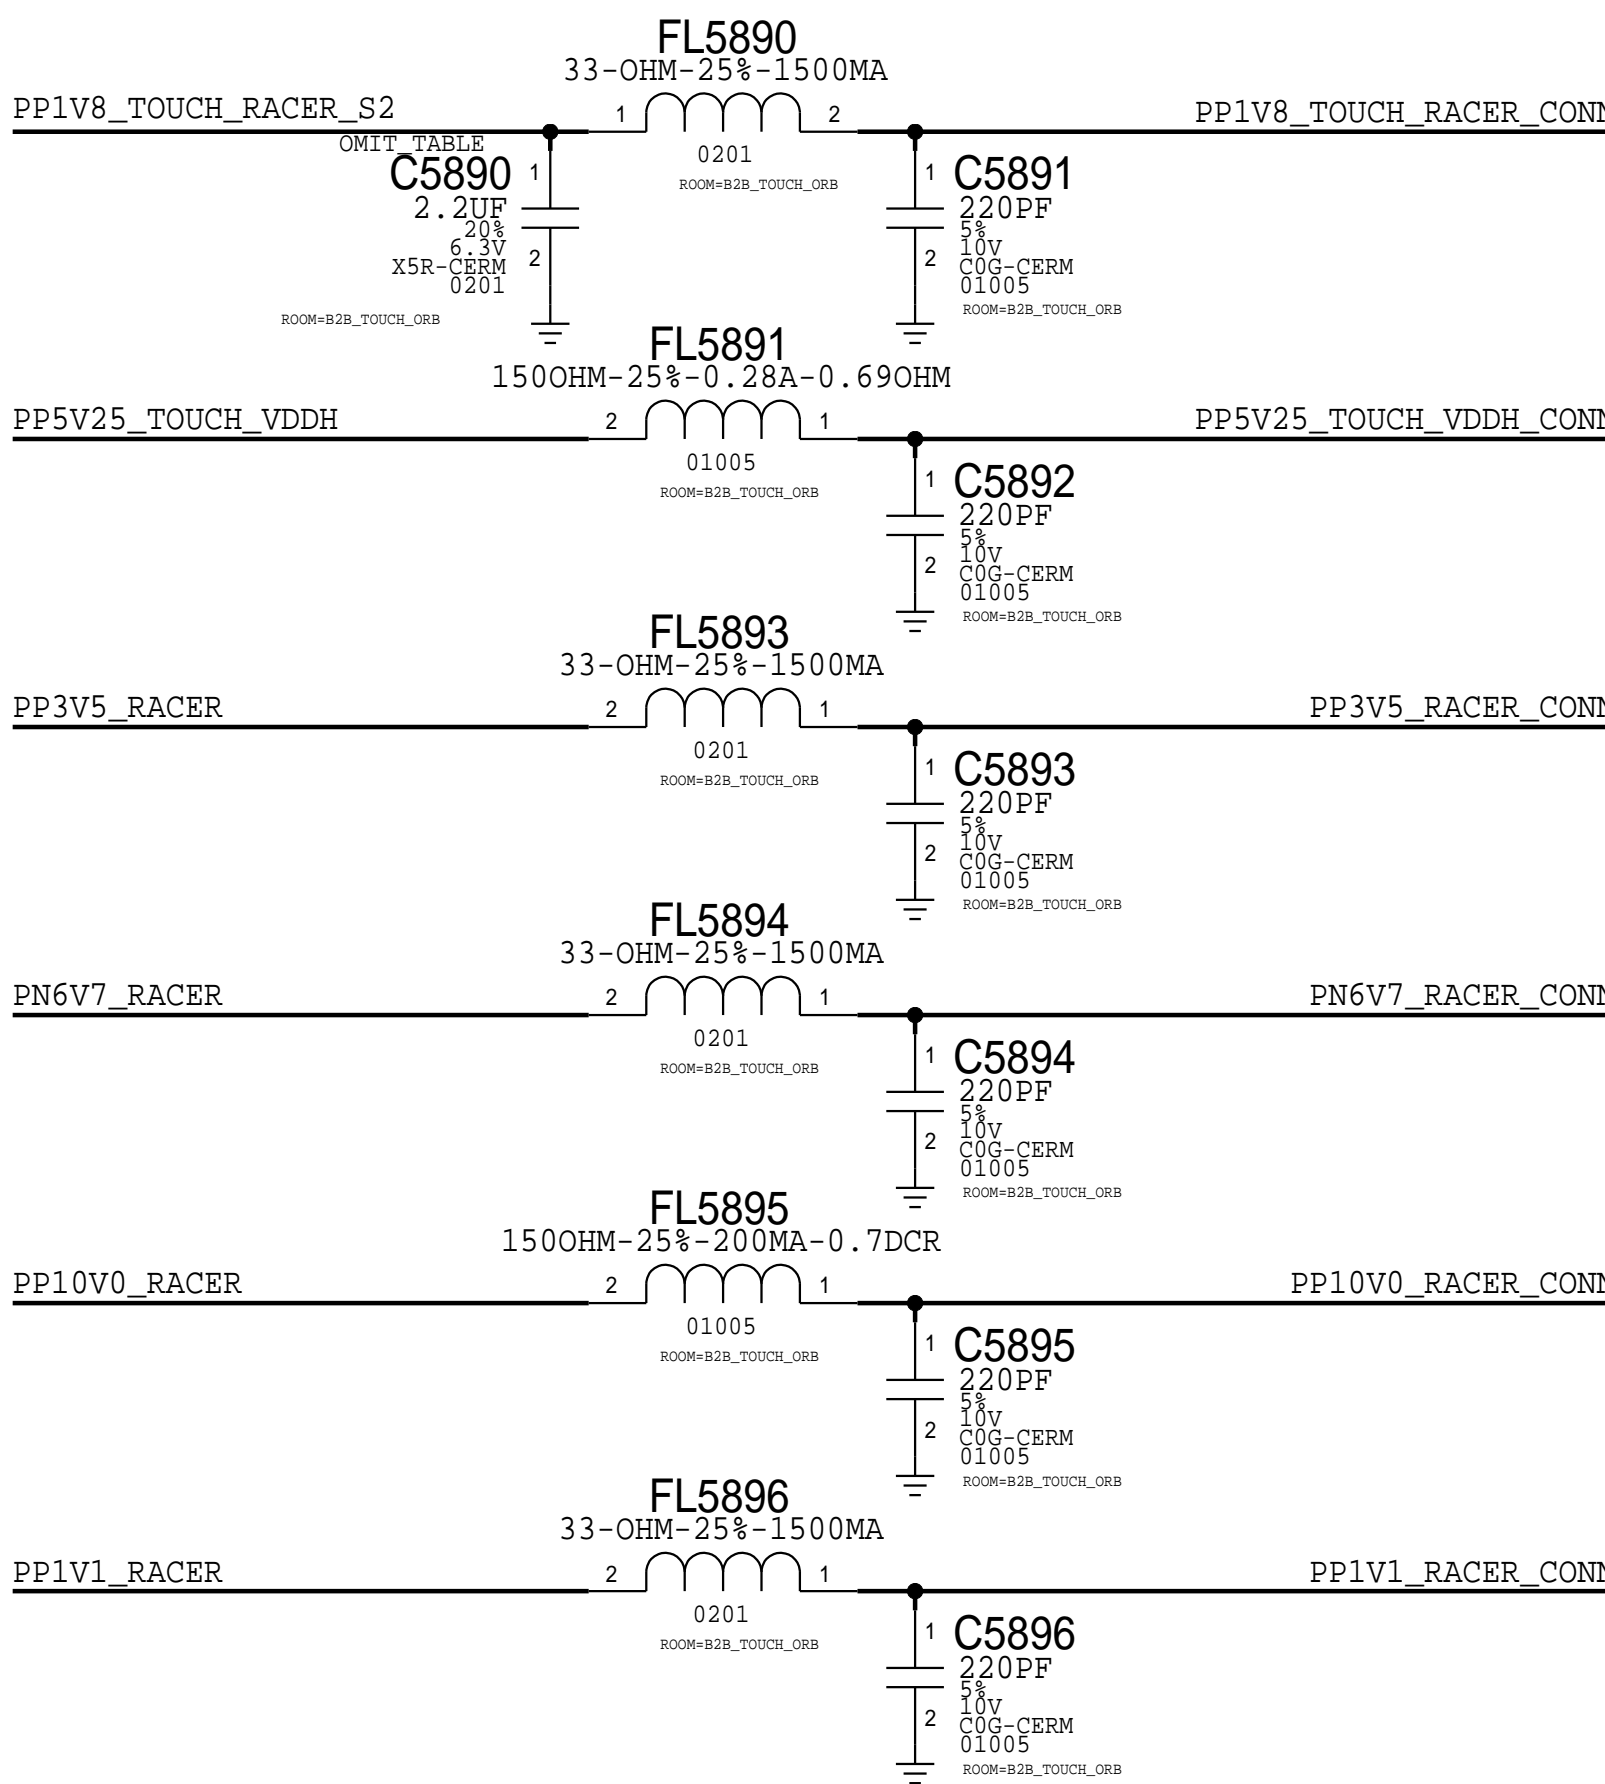 FL5890
33-OHM-25%-1500MA
PP1V8_TOUCH_RACER_S2
1
2
PP1V8_TOUCH_RACER_CONN
OMIT_TABLE
0201
ROOM=B2B_TOUCH_ORB
C5890
1
2.2UF
20%
6.3V
2
X5R-CERM
0201
ROOM=B2B_TOUCH_ORB
1
C5891
220PF
5%
10V
2
C0G-CERM
01005
ROOM=B2B_TOUCH_ORB
FL5891
150OHM-25%-0.28A-0.69OHM
PP5V25_TOUCH_VDDH
2
1
PP5V25_TOUCH_VDDH_CONN
01005
ROOM=B2B_TOUCH_ORB
1
C5892
220PF
5%
10V
2
C0G-CERM
01005
ROOM=B2B_TOUCH_ORB
FL5893
33-OHM-25%-1500MA
PP3V5_RACER
2
1
PP3V5_RACER_CONN
0201
ROOM=B2B_TOUCH_ORB
1
C5893
220PF
5%
10V
2
C0G-CERM
01005
ROOM=B2B_TOUCH_ORB
FL5894
33-OHM-25%-1500MA
PN6V7_RACER
2
1
PN6V7_RACER_CONN
0201
ROOM=B2B_TOUCH_ORB
1
C5894
220PF
5%
10V
2
C0G-CERM
01005
ROOM=B2B_TOUCH_ORB
FL5895
150OHM-25%-200MA-0.7DCR
PP10V0_RACER
2
1
PP10V0_RACER_CONN
01005
ROOM=B2B_TOUCH_ORB
1
C5895
220PF
5%
10V
2
C0G-CERM
01005
ROOM=B2B_TOUCH_ORB
FL5896
33-OHM-25%-1500MA
PP1V1_RACER
2
1
PP1V1_RACER_CONN
0201
ROOM=B2B_TOUCH_ORB
1
C5896
220PF
5%
10V
2
C0G-CERM
01005
ROOM=B2B_TOUCH_ORB